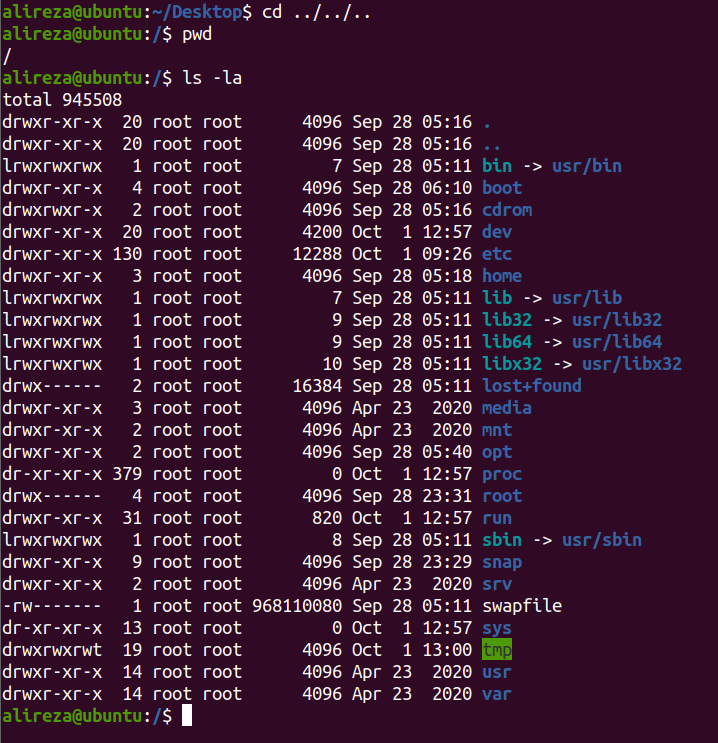 alireza@ubuntu:~/Desktop$ cd ../../..
alireza@ubuntu:/$ pwd
/
alireza@ubuntu:/$ ls -la
total 945508
drwxr-xr-x  20 root root      4096 Sep 28 05:16 .
drwxr-xr-x  20 root root      4096 Sep 28 05:16 ..
lrwxrwxrwx   1 root root         7 Sep 28 05:11 bin -> usr/bin
drwxr-xr-x   4 root root      4096 Sep 28 06:10 boot
drwxrwxr-x   2 root root      4096 Sep 28 05:16 cdrom
drwxr-xr-x  20 root root      4200 Oct  1 12:57 dev
drwxr-xr-x 130 root root     12288 Oct  1 09:26 etc
drwxr-xr-x   3 root root      4096 Sep 28 05:18 home
lrwxrwxrwx   1 root root         7 Sep 28 05:11 lib -> usr/lib
lrwxrwxrwx   1 root root         9 Sep 28 05:11 lib32 -> usr/lib32
lrwxrwxrwx   1 root root         9 Sep 28 05:11 lib64 -> usr/lib64
lrwxrwxrwx   1 root root        10 Sep 28 05:11 libx32 -> usr/libx32
drwx------   2 root root     16384 Sep 28 05:11 lost+found
drwxr-xr-x   3 root root      4096 Apr 23  2020 media
drwxr-xr-x   2 root root      4096 Apr 23  2020 mnt
drwxr-xr-x   2 root root      4096 Sep 28 05:40 opt
dr-xr-xr-x 379 root root         0 Oct  1 12:57 proc
drwx------   4 root root      4096 Sep 28 23:31 root
drwxr-xr-x  31 root root       820 Oct  1 12:57 run
lrwxrwxrwx   1 root root         8 Sep 28 05:11 sbin -> usr/sbin
drwxr-xr-x   9 root root      4096 Sep 28 23:29 snap
drwxr-xr-x   2 root root      4096 Apr 23  2020 srv
-rw-------   1 root root 968110080 Sep 28 05:11 swapfile
dr-xr-xr-x  13 root root         0 Oct  1 12:57 sys
drwxrwxrwt  19 root root      4096 Oct  1 13:00 tmp
drwxr-xr-x  14 root root      4096 Apr 23  2020 usr
drwxr-xr-x  14 root root      4096 Apr 23  2020 var
alireza@ubuntu:/$